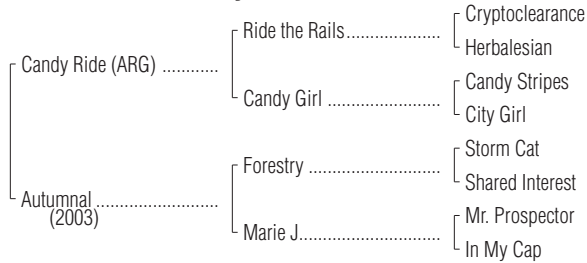 Cryptoclearance
Ride the Rails....................
Herbalesian
Candy Ride (ARG) ............
Candy Stripes
Candy Girl ........................
City Girl
Storm Cat
Forestry ............................
Shared Interest
Autumnal ..........................
(2003)
Mr. Prospector
Marie J..............................
In My Cap